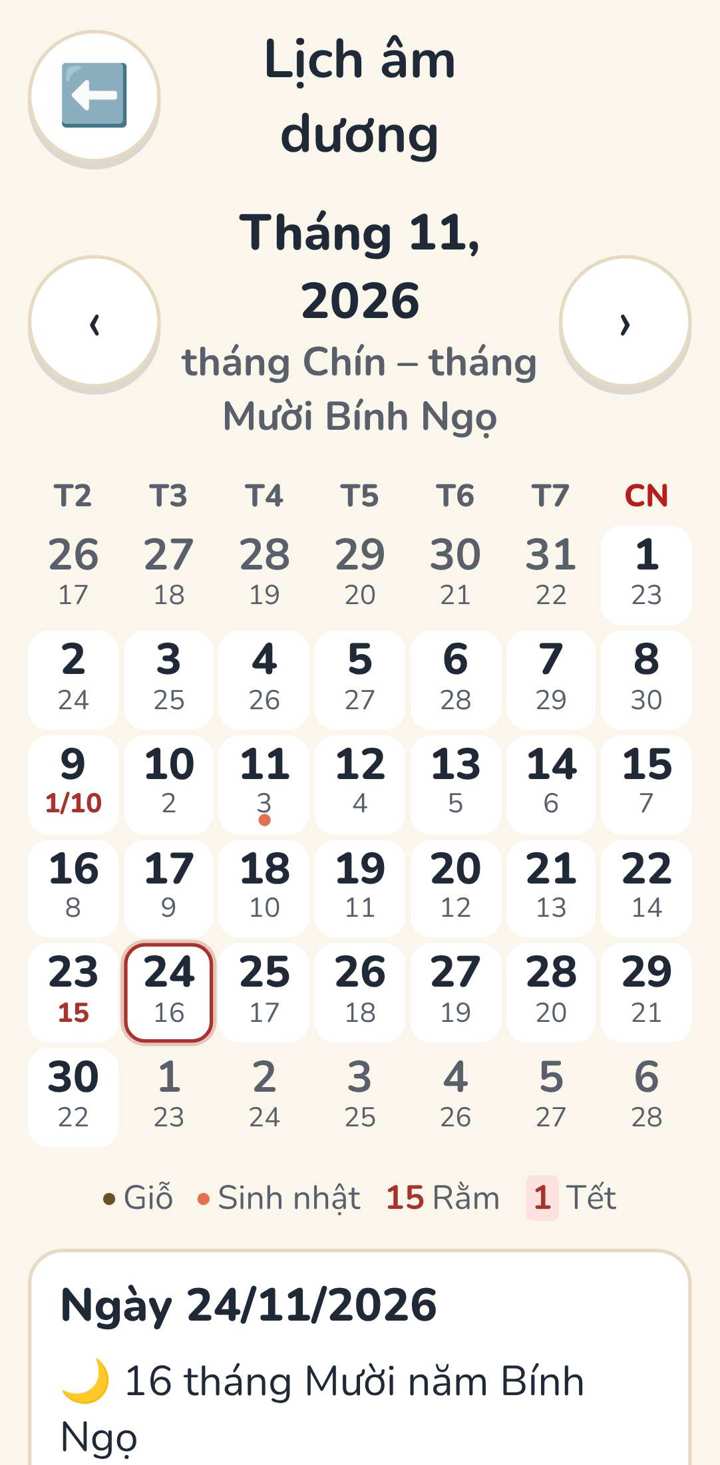 Lịch âm
dương
Tháng 11,
2026
tháng Chín – tháng
Mười Bính Ngọ
‹ ›
T2 T3 T4 T5 T6 T7 CN
26 27 28 29 30 31 1
17 18 19 20 21 22 23
2 3 4 5 6 7 8
24 25 26 27 28 29 30
9 10 11 12 13 14 15
1/10 2 3 4 5 6 7
16 17 18 19 20 21 22
8 9 10 11 12 13 14
23 24 25 26 27 28 29
15 16 17 18 19 20 21
30 1 2 3 4 5 6
22 23 24 25 26 27 28
Giỗ Sinh nhật 15 Rằm 1 Tết
Ngày 24/11/2026
🌙 16 tháng Mười năm Bính
Ngọ